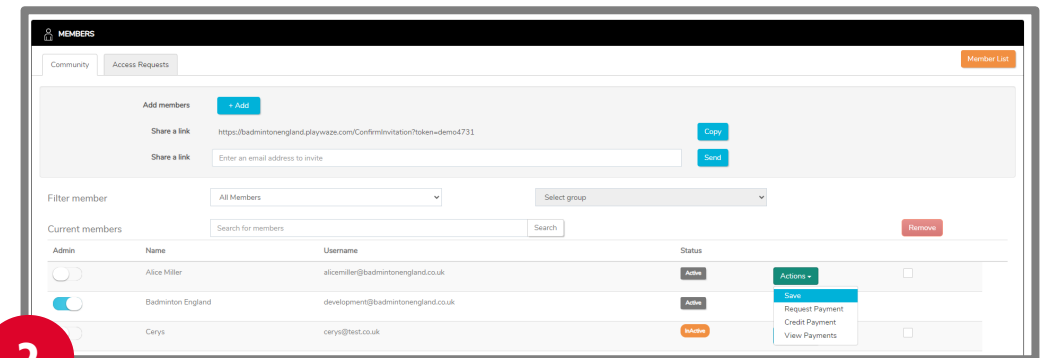 MEMBERS
Community Access Requests Member List
Add members + Add
Share a link https://badmintonengland.playwaze.com/ConfirmInvitation?token=demo4731 Copy
Share a link Enter an email address to invite Send
Filter member All Members Select group
Current members Search for members Search Remove
Admin Name Username Status
Alice Miller alicemiller@badmintonengland.co.uk Active Actions
Save
Badminton England development@badmintonengland.co.uk Active
Request Payment
Credit Payment
Cerys cerys@test.co.uk InActive
View Payments